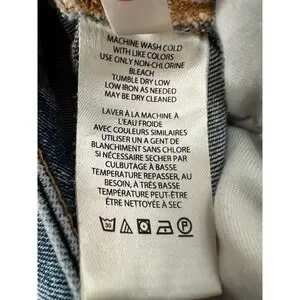 MACHINE WASH COLD
WITH LIKE COLORS
USE ONLY NON-CHLORINE
BLEACH
TUMBLE DRY LOW
LOW IRON AS NEEDED
MAY BE DRY CLEANED
LAVER À LA MACHINE À
L'EAU FROIDE
AVEC COULEURS SIMILAIRES
UTILISER UN A GENT DE
BLANCHIMENT SANS CHLORE.
SI NÉCESSAIRE SECHER PAR
CULBUTAGE À BASSE
TEMPERATURE REPASSER, AU
BESOIN, À TRÉS BASSE
TEMPÉRATURE PEUT-ÊTRE
ÊTRE NETTOYÉE À SEC.
30
P